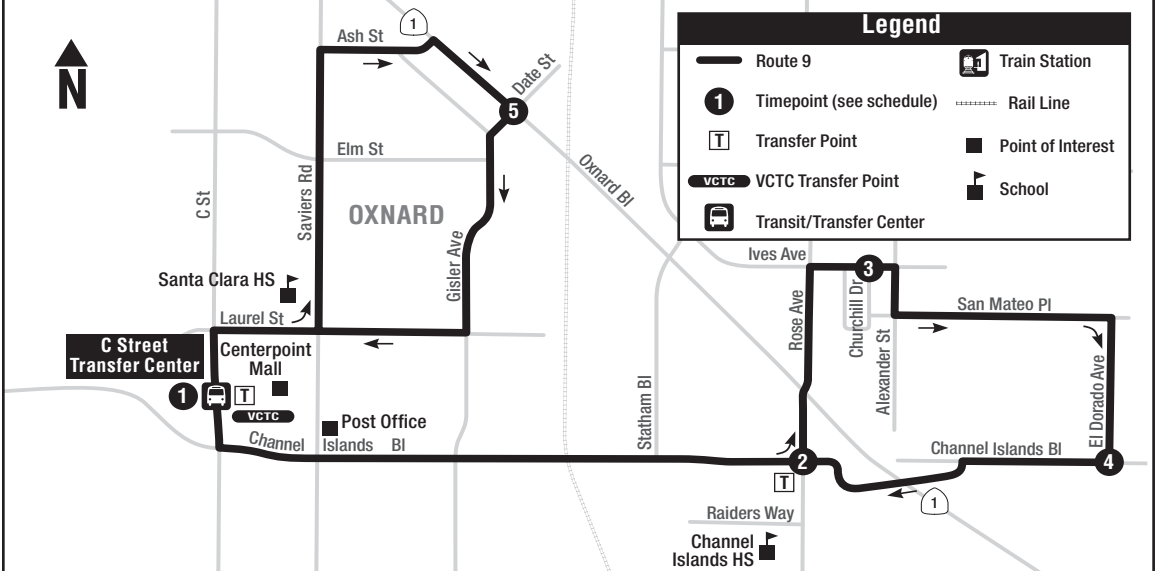 1
Ash St
Date St
5
N
Elm St
C St
Saviers Rd
OXNARD
Gisler Ave
Oxnard Bl
Santa Clara HS
Laurel St
C Street
Transfer Center
Centerpoint
Mall
1
T
VCTC
Post Office
Channel Islands Bl
Statham Bl
Legend
Route 9
Train Station
1
Timepoint (see schedule)
Rail Line
T
Transfer Point
Point of Interest
VCTC
VCTC Transfer Point
School
Transit/Transfer Center
Ives Ave
3
Rose Ave
Churchill Dr
Alexander St
San Mateo Pl
El Dorado Ave
Channel Islands Bl
2
4
T
1
Raiders Way
Channel
Islands HS